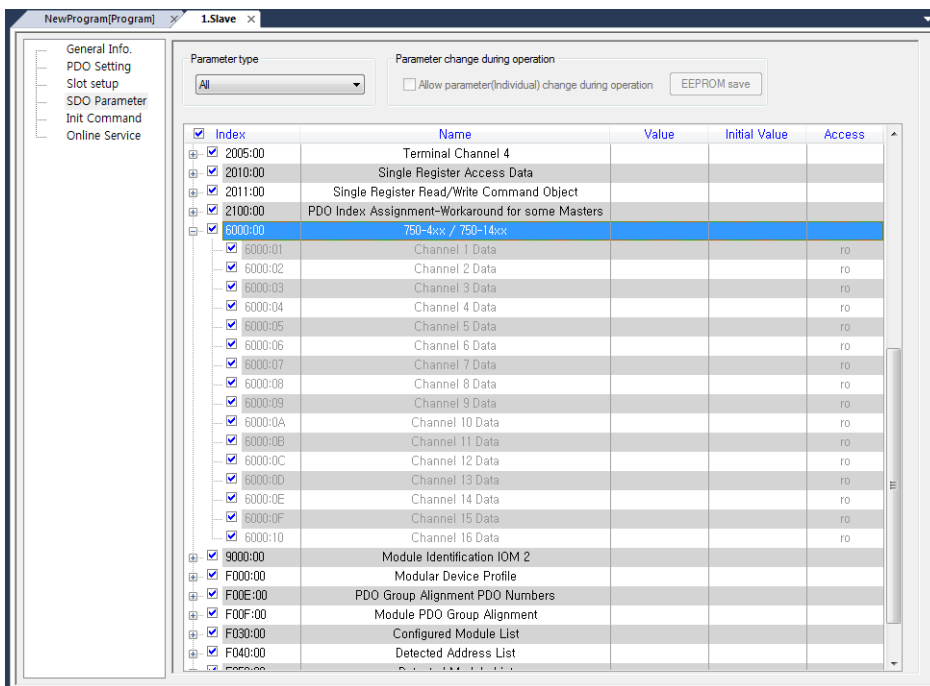 NewProgram[Program] × 1.Slave ×
General Info.
PDO Setting
Slot setup
SDO Parameter
Init Command
Online Service
Parameter type
All
Parameter change during operation
Allow parameter(Individual) change during operation
EEPROM save
Index Name Value Initial Value Access
2005:00 Terminal Channel 4
2010:00 Single Register Access Data
2011:00 Single Register Read/Write Command Object
2100:00 PDO Index Assignment-Workaround for some Masters
6000:00 750-4xx / 750-14xx
6000:01 Channel 1 Data ro
6000:02 Channel 2 Data ro
6000:03 Channel 3 Data ro
6000:04 Channel 4 Data ro
6000:05 Channel 5 Data ro
6000:06 Channel 6 Data ro
6000:07 Channel 7 Data ro
6000:08 Channel 8 Data ro
6000:09 Channel 9 Data ro
6000:0A Channel 10 Data ro
6000:0B Channel 11 Data ro
6000:0C Channel 12 Data ro
6000:0D Channel 13 Data ro
6000:0E Channel 14 Data ro
6000:0F Channel 15 Data ro
6000:10 Channel 16 Data ro
9000:00 Module Identification IOM 2
F000:00 Modular Device Profile
F00E:00 PDO Group Alignment PDO Numbers
F00F:00 Module PDO Group Alignment
F030:00 Configured Module List
F040:00 Detected Address List